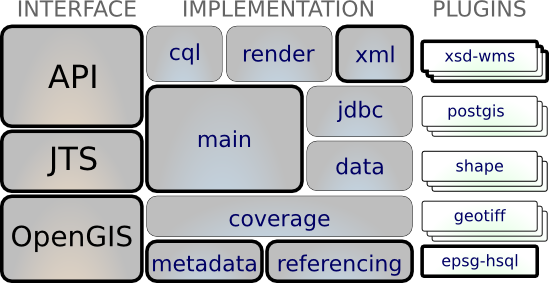 INTERFACE IMPLEMENTATION PLUGINS
API
cql render xml
xsd-wms
main
jdbc
postgis
JTS
data
shape
OpenGIS
coverage
geotiff
metadata referencing
epsg-hsql